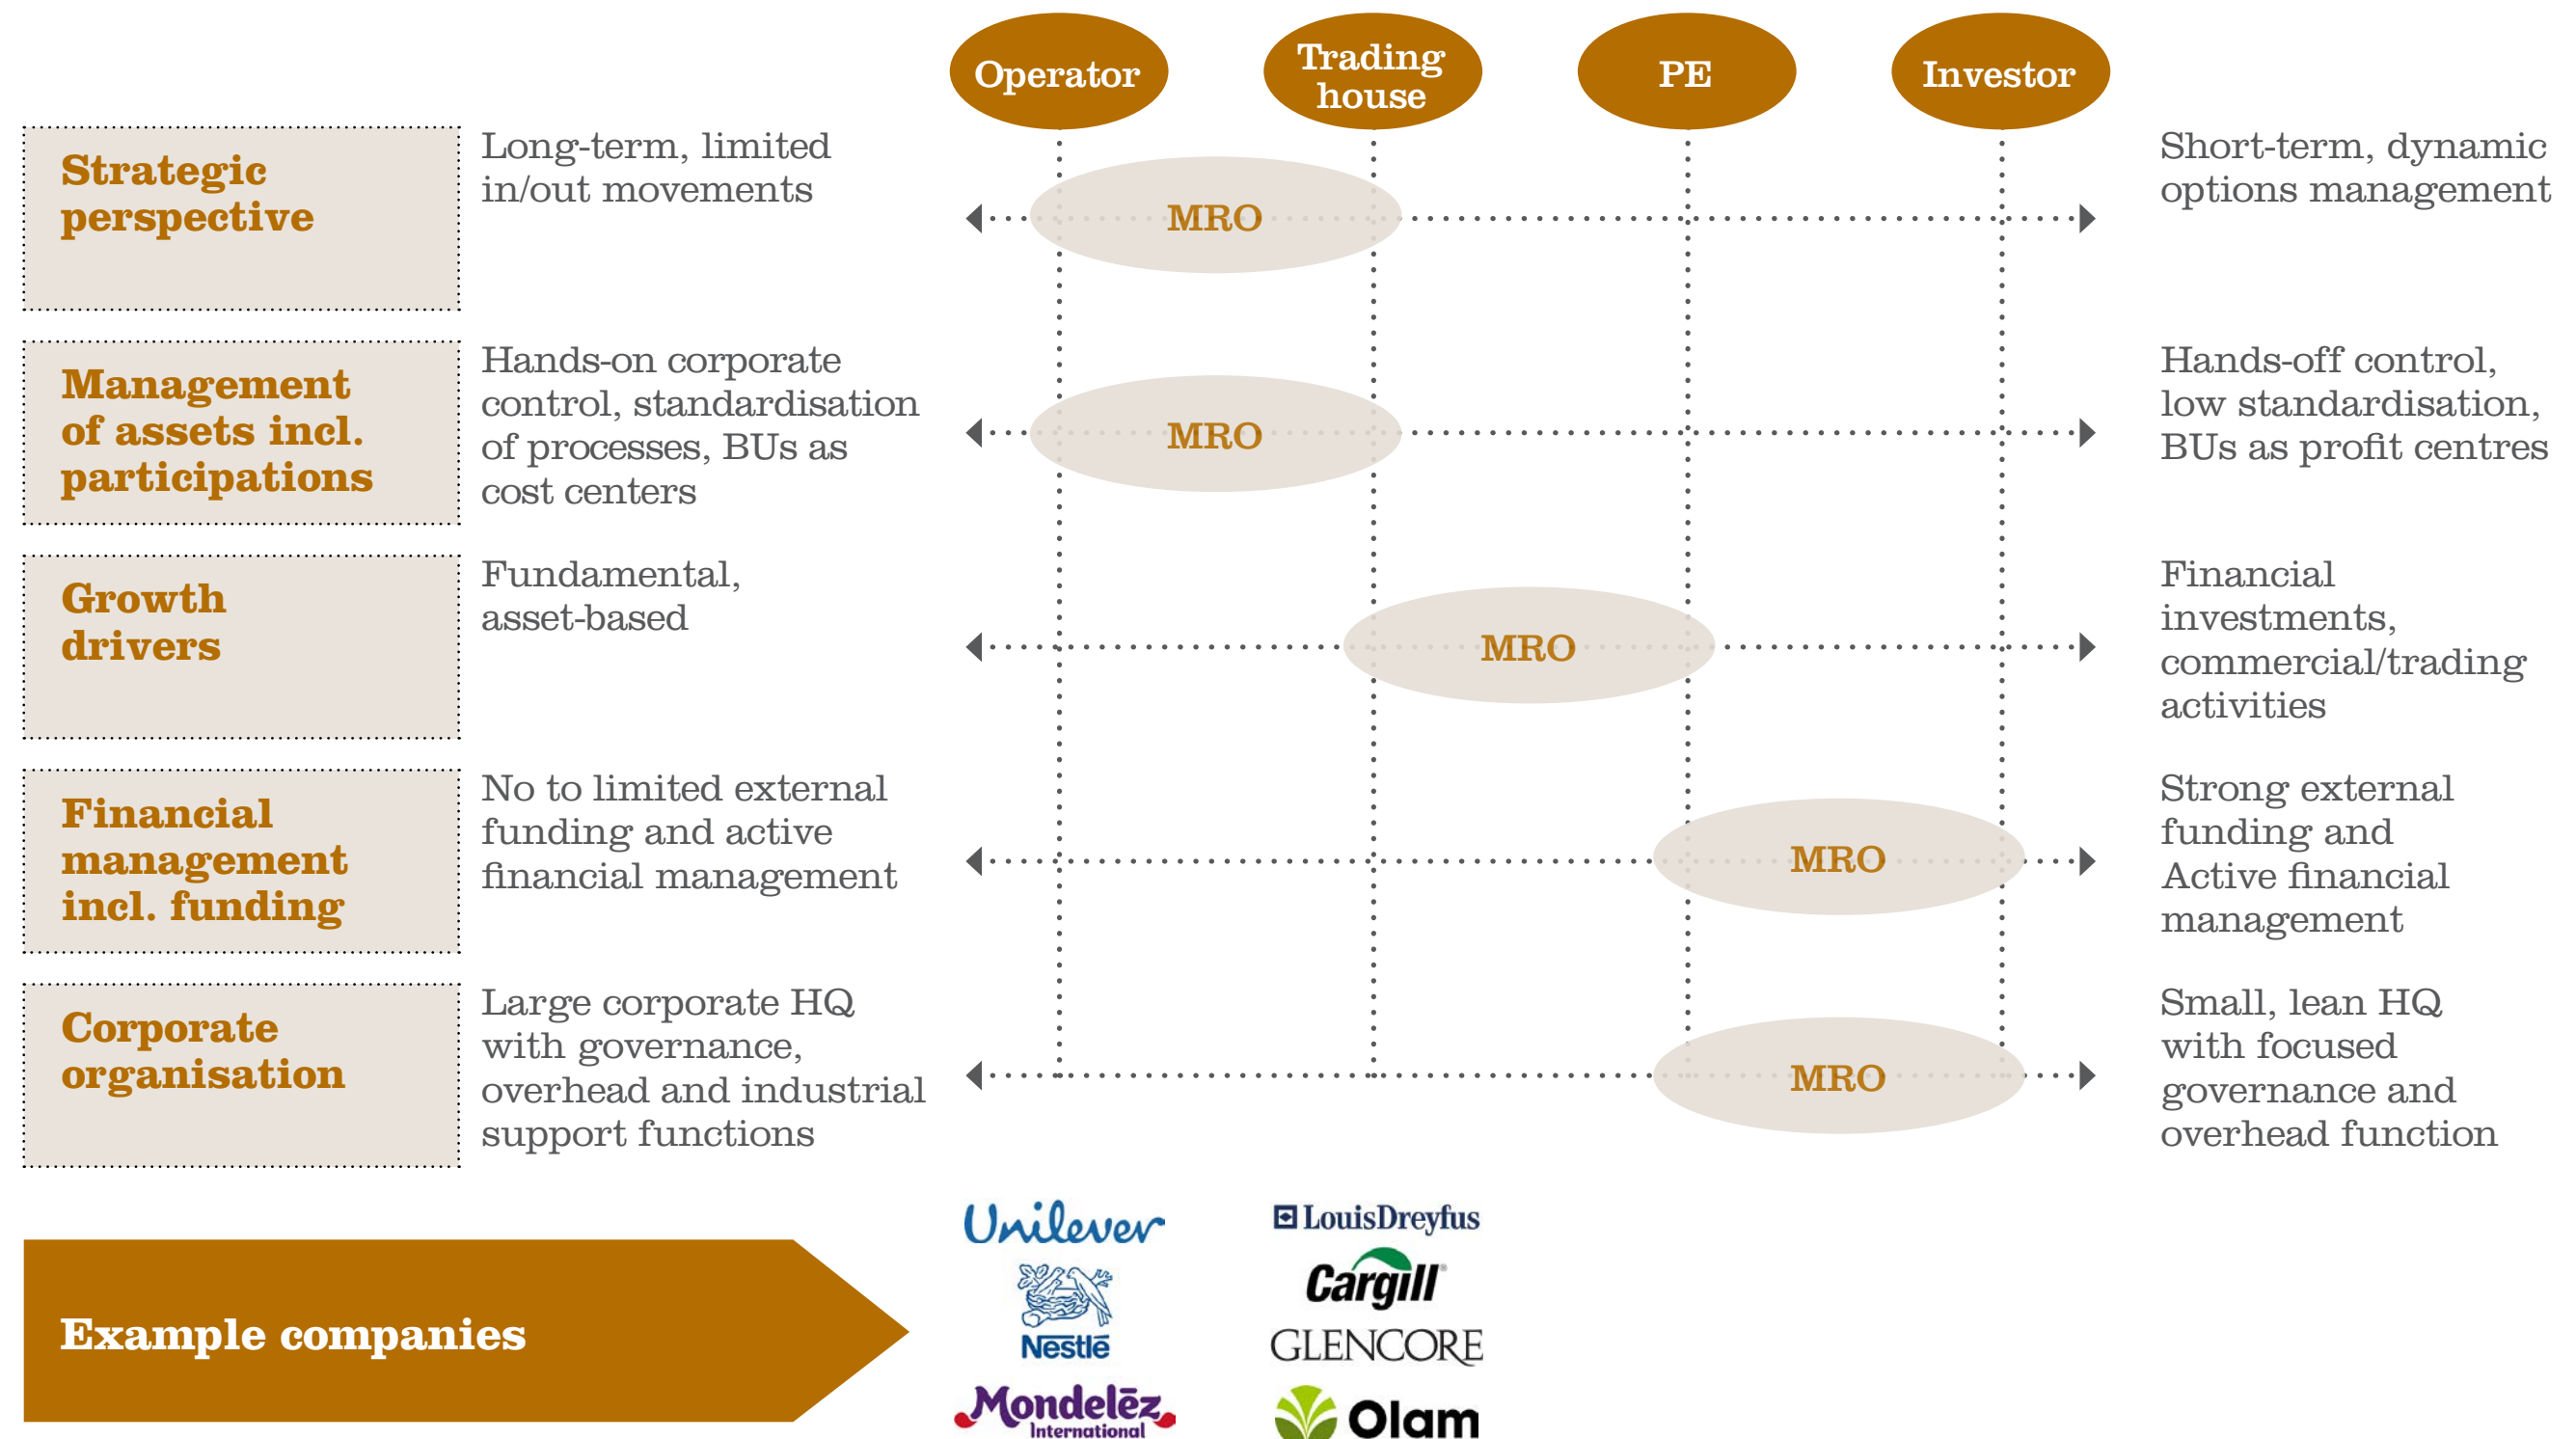 Operator
Trading
house
PE
Investor
Strategic
perspective
Long-term, limited
in/out movements
MRO
Short-term, dynamic
options management
Management
of assets incl.
participations
Hands-on corporate
control, standardisation
of processes, BUs as
cost centers
MRO
Hands-off control,
low standardisation,
BUs as profit centres
Growth
drivers
Fundamental,
asset-based
MRO
Financial
investments,
commercial/trading
activities
Financial
management
incl. funding
No to limited external
funding and active
financial management
MRO
Strong external
funding and
Active financial
management
Corporate
organisation
Large corporate HQ
with governance,
overhead and industrial
support functions
MRO
Small, lean HQ
with focused
governance and
overhead function
Example companies
Unilever
Nestlé
Mondelēz
International
LouisDreyfus
Cargill®
GLENCORE
Olam